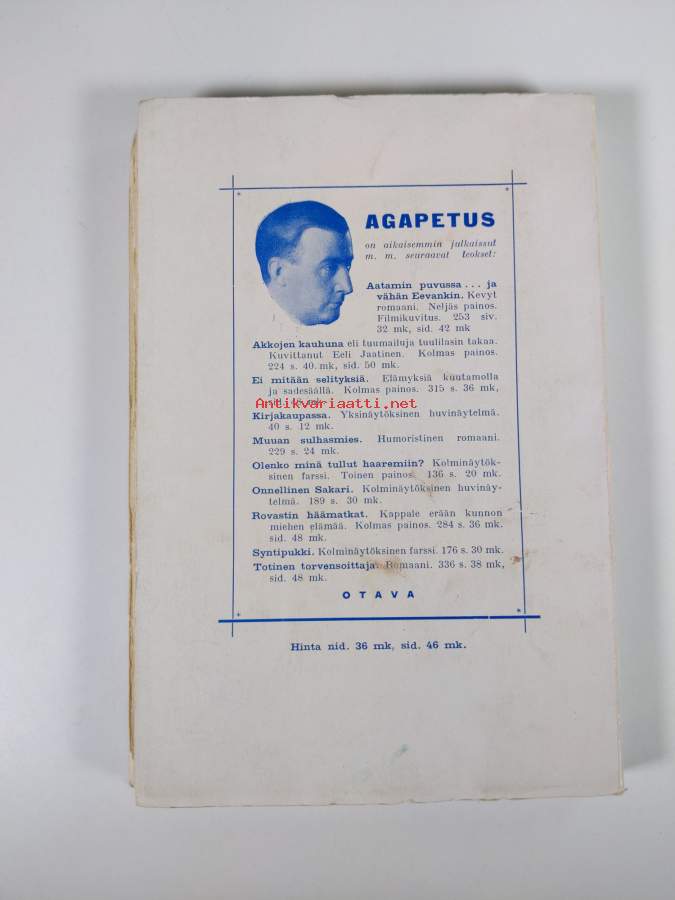 AGAPETUS
on aikaisemmin julkaissut
m. m. seuraavat teokset:
Aatamin puvussa . . . ja
vähän Eevankin. Kevyt
romaani. Neljäs painos.
Filmikuvitus. 253 siv.
32 mk, sid. 42 mk
Akkojen kauhuna eli tuumailuja tuulilasin takaa.
Kuvittanut Eeli Jaatinen. Kolmas painos.
224 s. 40 mk, sid. 50 mk.
Ei mitään selityksiä. Elämyksiä kuutamolla
ja sadesäällä. Kolmas painos. 315 s. 36 mk,
sid. mk.
Antikvariaatti.net
Kirjakaupassa. Yksinäytöksinen huvinäytelmä.
40 s. 12 mk.
Muuan sulhasmies. Humoristinen romaani.
229 s. 24 mk.
Olenko minä tullut haaremiin? Kolminäytök-
sinen farssi. Toinen painos. 136 s. 20 mk.
Onnellinen Sakari. Kolminäytöksinen huvinäy-
telmä. 189 s. 30 mk.
Rovastin häämatkat. Kappale erään kunnon
miehen elämää. Kolmas painos. 284 s. 36 mk.
sid. 48 mk.
Syntipukki. Kolminäytöksinen farssi. 176 s. 30 mk.
Totinen torvensoittaja. Romaani. 336 s. 38 mk,
sid. 48 mk.
OTAVA
Hinta nid. 36 mk, sid. 46 mk.